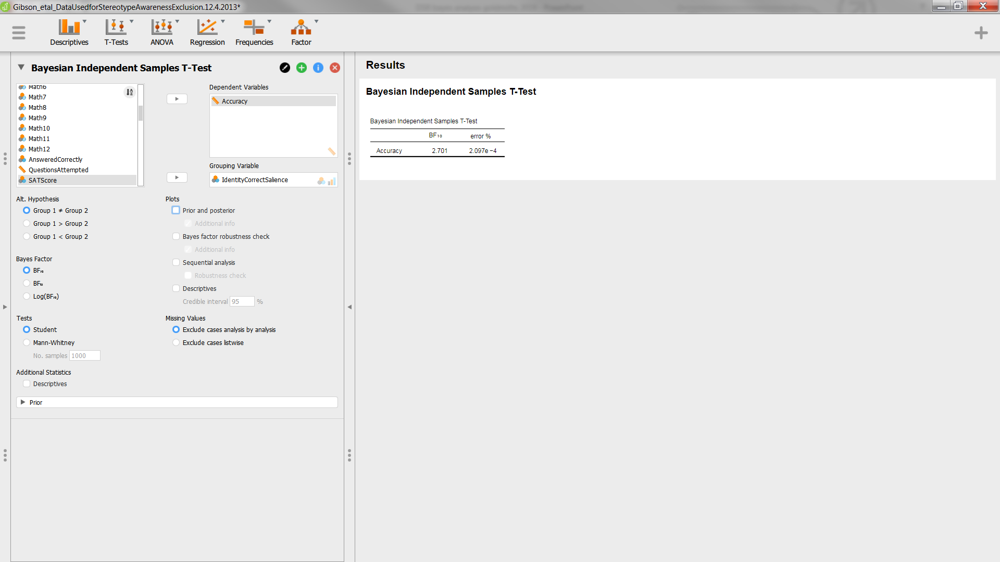 Gibson_etal_DataUsedforStereotypeAwarenessExclusion.12.4.2013*
Descriptives
T-Tests
ANOVA
Regression
Frequencies
Factor
Bayesian Independent Samples T-Test
Math6
Math7
Math8
Math9
Math10
Math11
Math12
AnsweredCorrectly
QuestionsAttempted
SATScore
Dependent Variables
Accuracy
Grouping Variable
IdentityCorrectSalience
Alt. Hypothesis
Group 1 ≠ Group 2
Group 1 > Group 2
Group 1 < Group 2
Bayes Factor
BF₁₀
BF₀₁
Log(BF₁₀)
Tests
Student
Mann-Whitney
No. samples 1000
Additional Statistics
Descriptives
Plots
Prior and posterior
Additional info
Bayes factor robustness check
Additional info
Sequential analysis
Robustness check
Descriptives
Credible interval 95 %
Missing Values
Exclude cases analysis by analysis
Exclude cases listwise
Prior
Results
Bayesian Independent Samples T-Test
Bayesian Independent Samples T-Test
BF₁₀ error %
Accuracy 2.701 2.097e −4